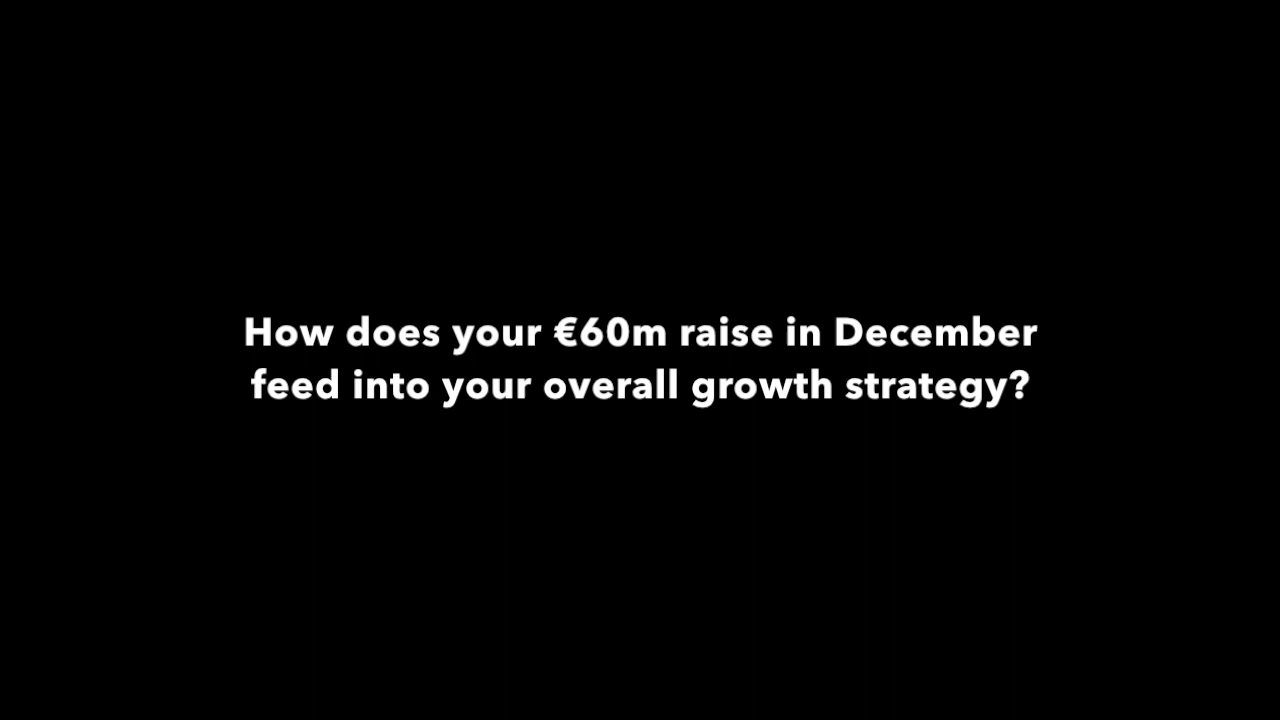 How does your €60m raise in December
feed into your overall growth strategy?